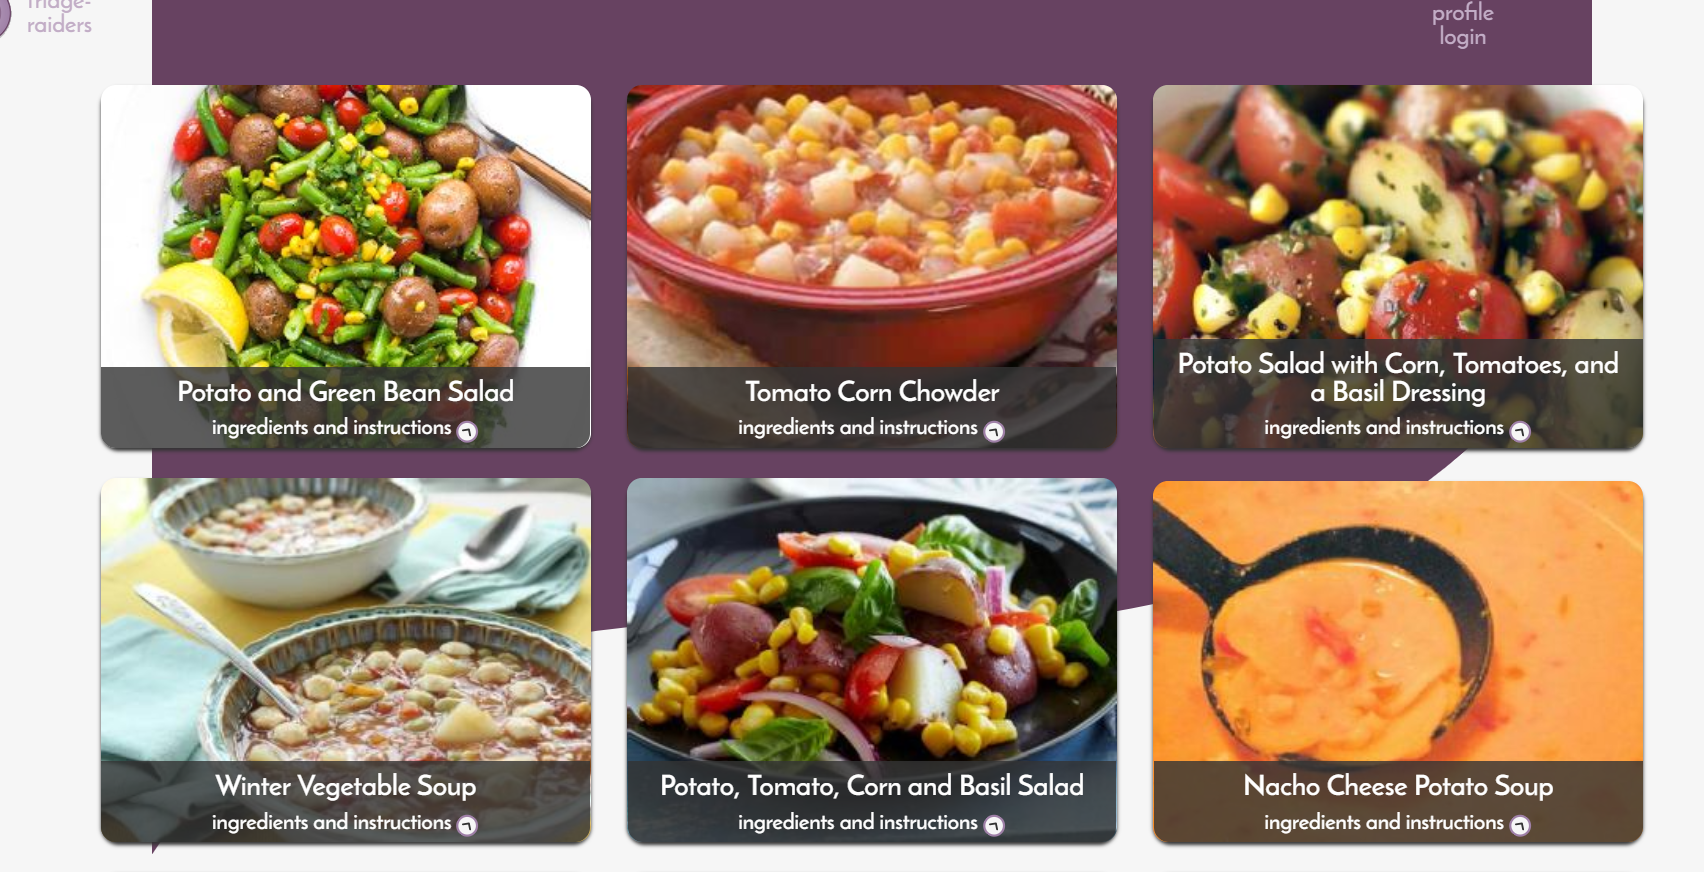 raiders
profile
login
Potato and Green Bean Salad
ingredients and instructions
Tomato Corn Chowder
ingredients and instructions
Potato Salad with Corn, Tomatoes, and
a Basil Dressing
ingredients and instructions
Winter Vegetable Soup
ingredients and instructions
Potato, Tomato, Corn and Basil Salad
ingredients and instructions
Nacho Cheese Potato Soup
ingredients and instructions